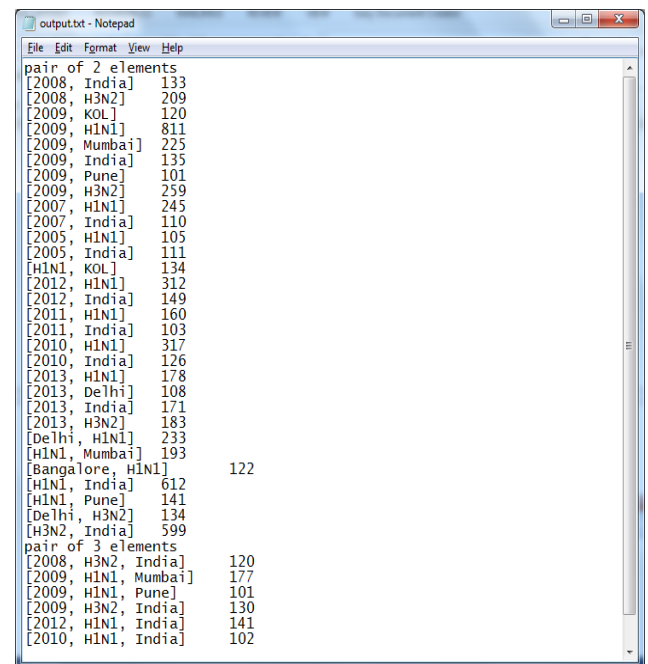 output.txt - Notepad
File Edit Format View Help
pair of 2 elements
[2008, India] 133
[2008, H3N2] 209
[2009, KOL] 120
[2009, H1N1] 811
[2009, Mumbai] 225
[2009, India] 135
[2009, Pune] 101
[2009, H3N2] 259
[2007, H1N1] 245
[2007, India] 110
[2005, H1N1] 105
[2005, India] 111
[H1N1, KOL] 134
[2012, H1N1] 312
[2012, India] 149
[2011, H1N1] 160
[2011, India] 103
[2010, H1N1] 317
[2010, India] 126
[2013, H1N1] 178
[2013, Delhi] 108
[2013, India] 171
[2013, H3N2] 183
[Delhi, H1N1] 233
[H1N1, Mumbai] 193
[Bangalore, H1N1] 122
[H1N1, India] 612
[H1N1, Pune] 141
[Delhi, H3N2] 134
[H3N2, India] 599
pair of 3 elements
[2008, H3N2, India] 120
[2009, H1N1, Mumbai] 177
[2009, H1N1, Pune] 101
[2009, H3N2, India] 130
[2012, H1N1, India] 141
[2010, H1N1, India] 102